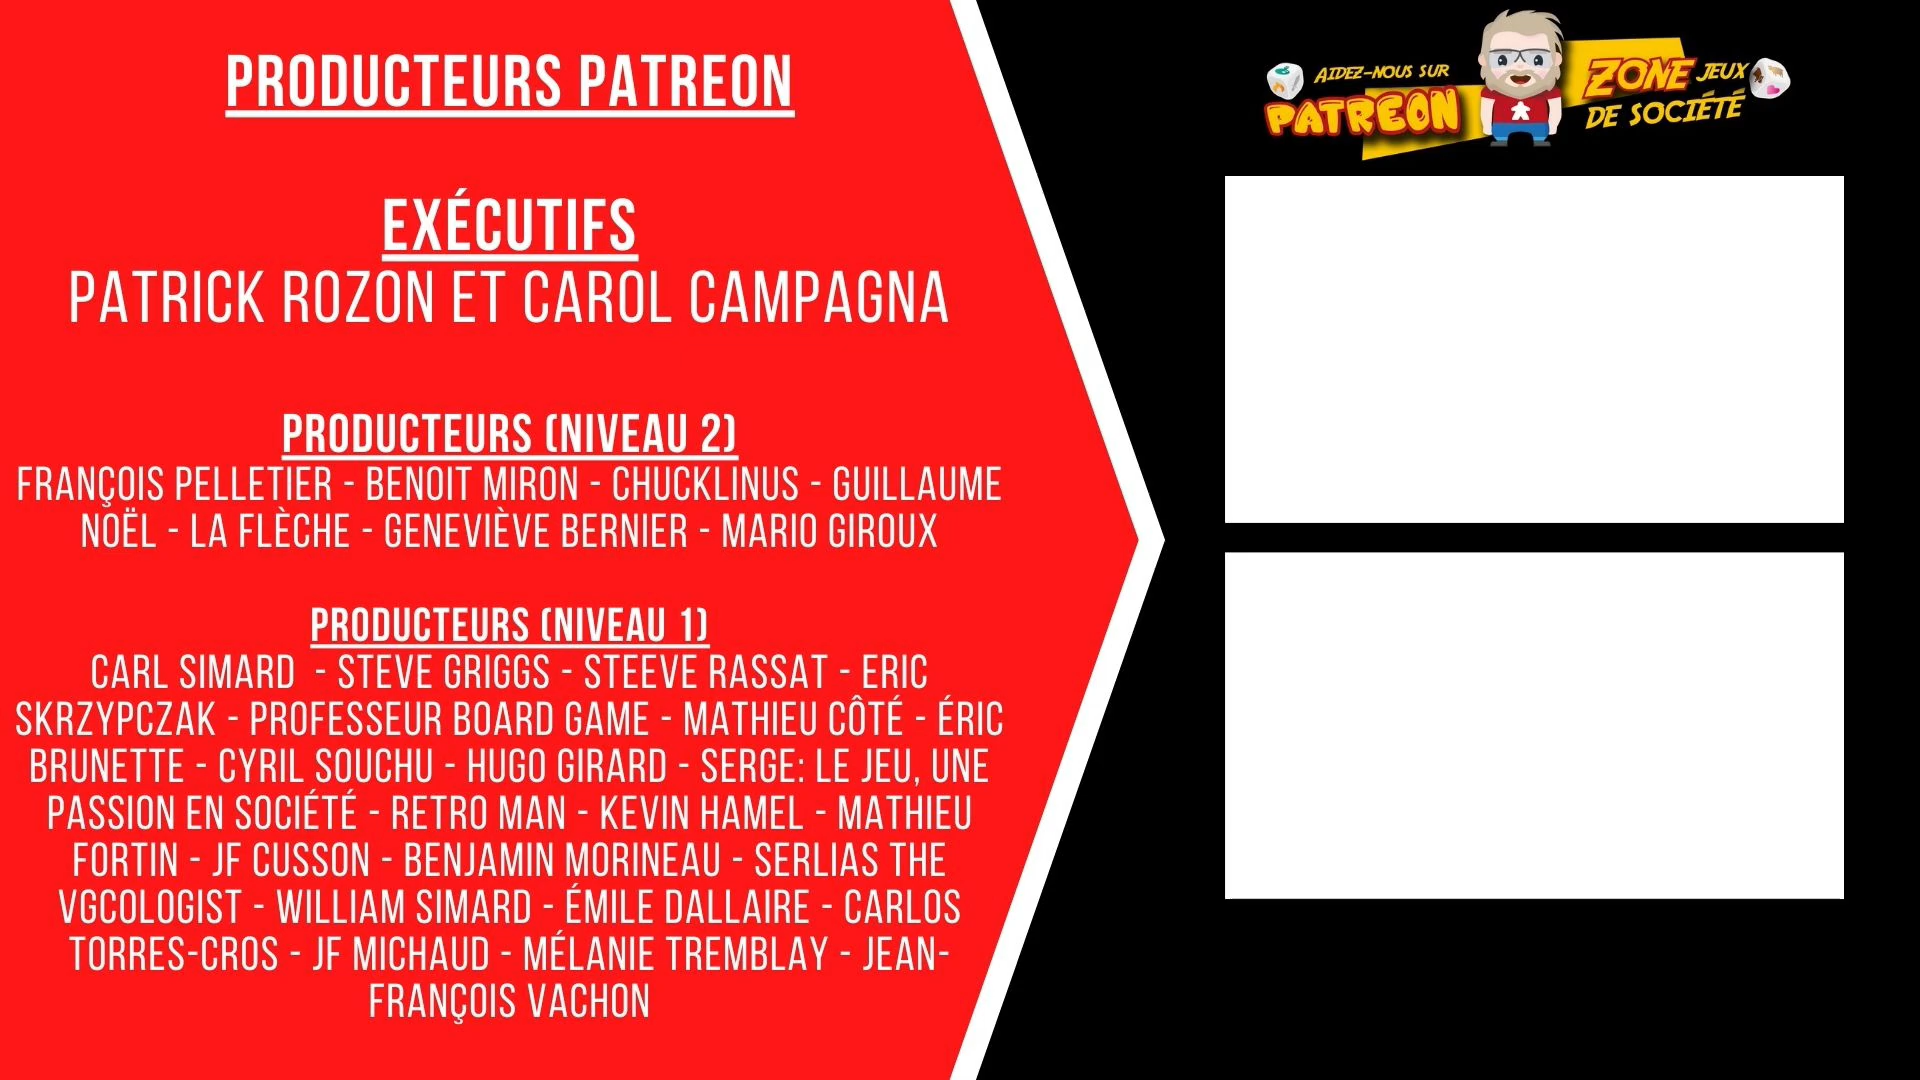 PRODUCTEURS PATREON
EXÉCUTIFS
PATRICK ROZON ET CAROL CAMPAGNA
PRODUCTEURS (NIVEAU 2)
FRANÇOIS PELLETIER - BENOIT MIRON - CHUCKLINUS - GUILLAUME
NOËL - LA FLÈCHE - GENEVIÈVE BERNIER - MARIO GIROUX
PRODUCTEURS (NIVEAU 1)
CARL SIMARD  - STEVE GRIGGS - STEEVE RASSAT - ERIC
SKRZYPCZAK - PROFESSEUR BOARD GAME - MATHIEU CÔTÉ - ÉRIC
BRUNETTE - CYRIL SOUCHU - HUGO GIRARD - SERGE: LE JEU, UNE
PASSION EN SOCIÉTÉ - RETRO MAN - KEVIN HAMEL - MATHIEU
FORTIN - JF CUSSON - BENJAMIN MORINEAU - SERLIAS THE
VGCOLOGIST - WILLIAM SIMARD - ÉMILE DALLAIRE - CARLOS
TORRES-CROS - JF MICHAUD - MÉLANIE TREMBLAY - JEAN-
FRANÇOIS VACHON
AIDEZ-NOUS SUR
PATREON
ZONE JEUX
DE SOCIÉTÉ